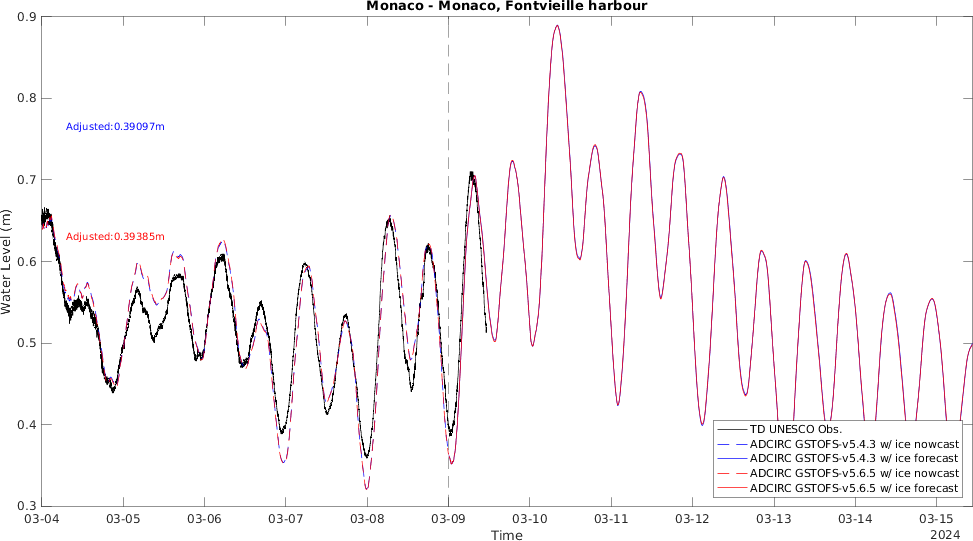 Monaco - Monaco, Fontvieille harbour
0.9
0.8
0.7
0.6
0.5
0.4
0.3
Water Level (m)
Adjusted:0.39097m
Adjusted:0.39385m
TD UNESCO Obs.
ADCIRC GSTOFS-v5.4.3 w/ ice nowcast
ADCIRC GSTOFS-v5.4.3 w/ ice forecast
ADCIRC GSTOFS-v5.6.5 w/ ice nowcast
ADCIRC GSTOFS-v5.6.5 w/ ice forecast
03-04 03-05 03-06 03-07 03-08 03-09 03-10 03-11 03-12 03-13 03-14 03-15
Time
2024